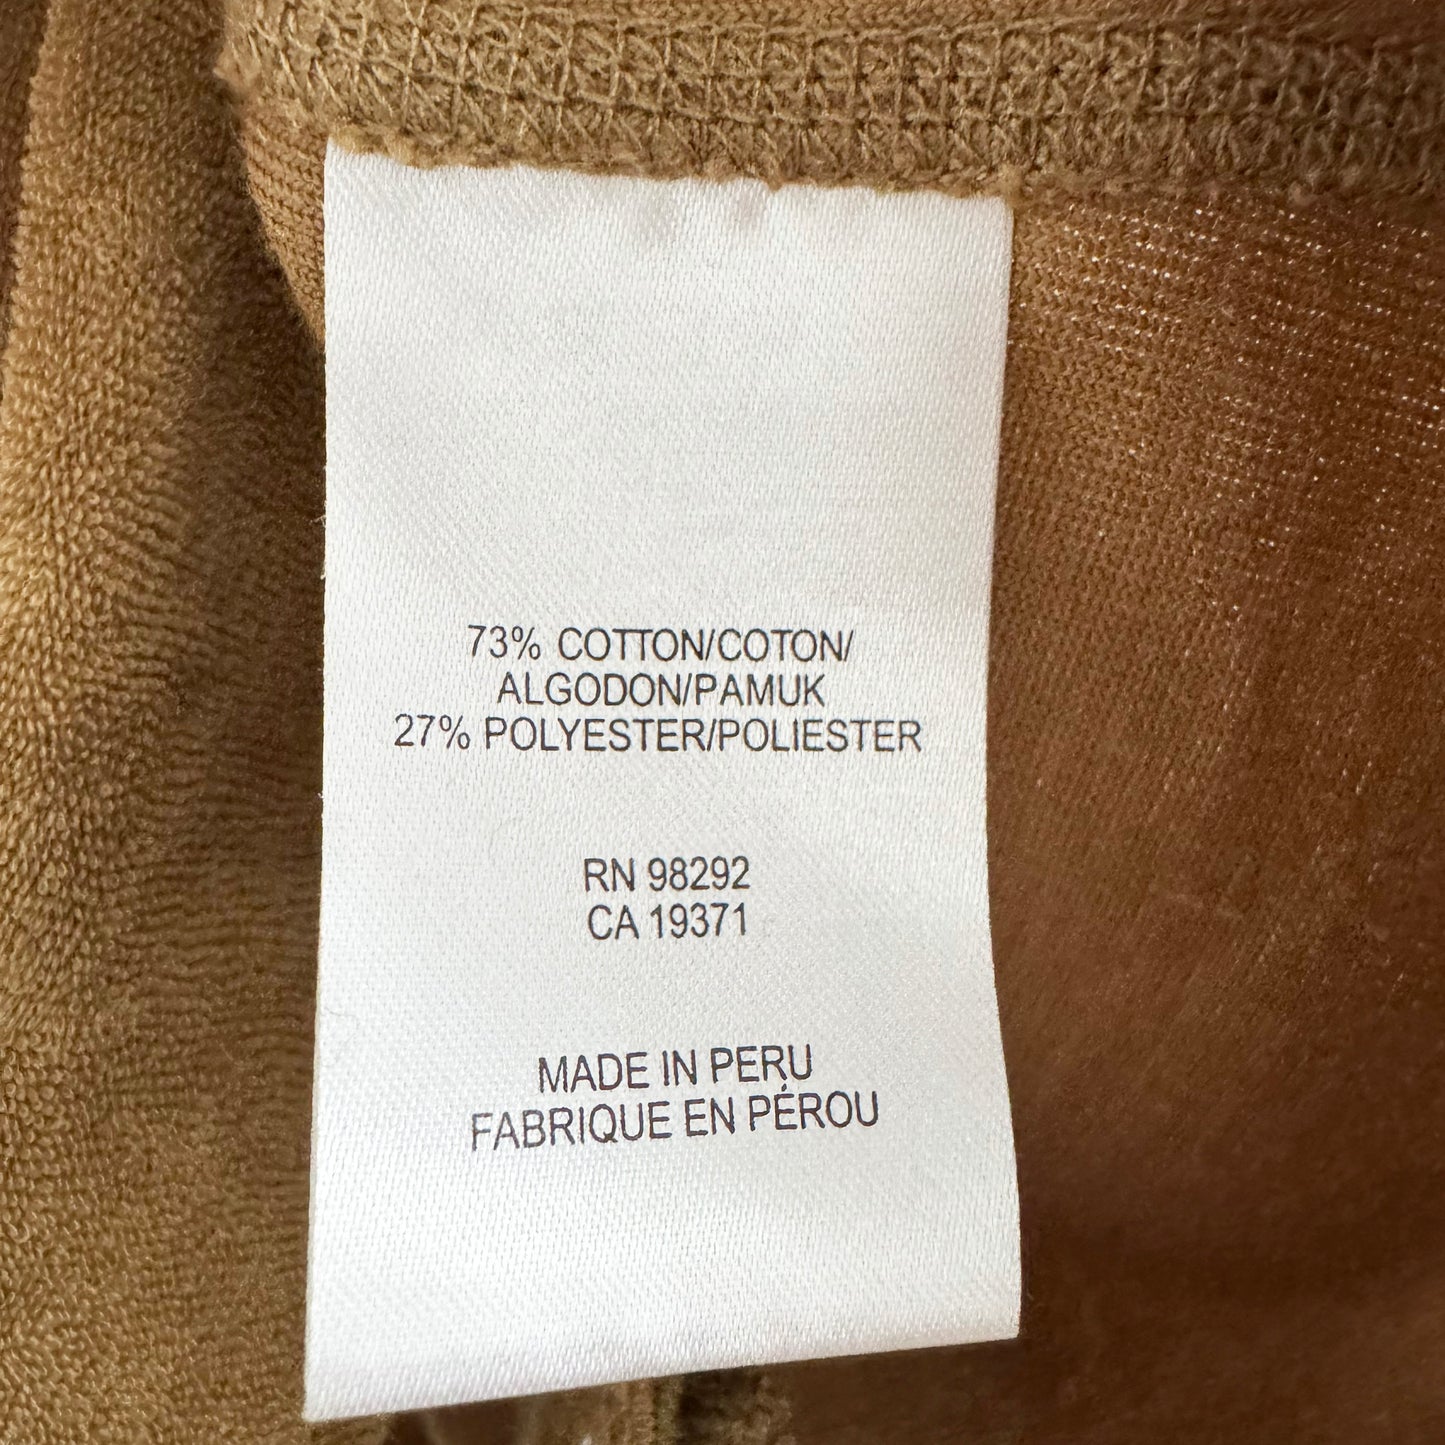 73% COTTON/COTON/
ALGODON/PAMUK
27% POLYESTER/POLIESTER
RN 98292
CA 19371
MADE IN PERU
FABRIQUE EN PÉROU